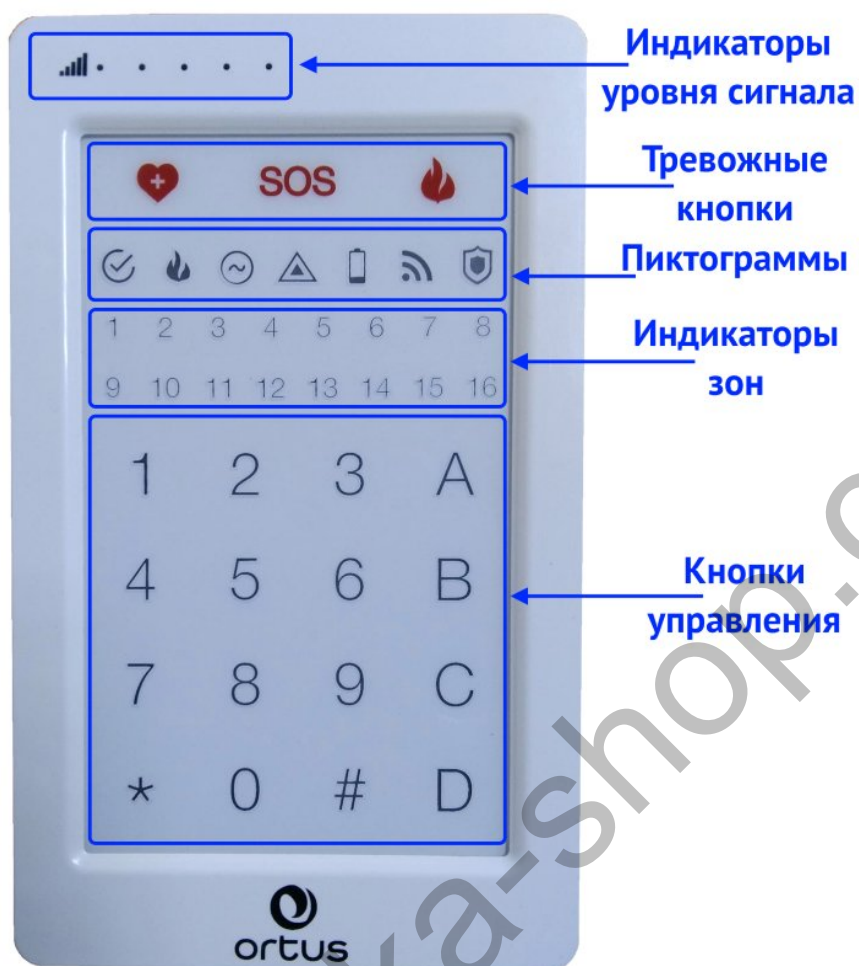 Индикаторы
уровня сигнала
Тревожные
кнопки
SOS
Пиктограммы
1 2 3 4 5 6 7 8
Индикаторы
зон
9 10 11 12 13 14 15 16
1 2 3 A
4 5 6 B
Кнопки
управления
7 8 9 C
* 0 # D
ortus
ka-shop.